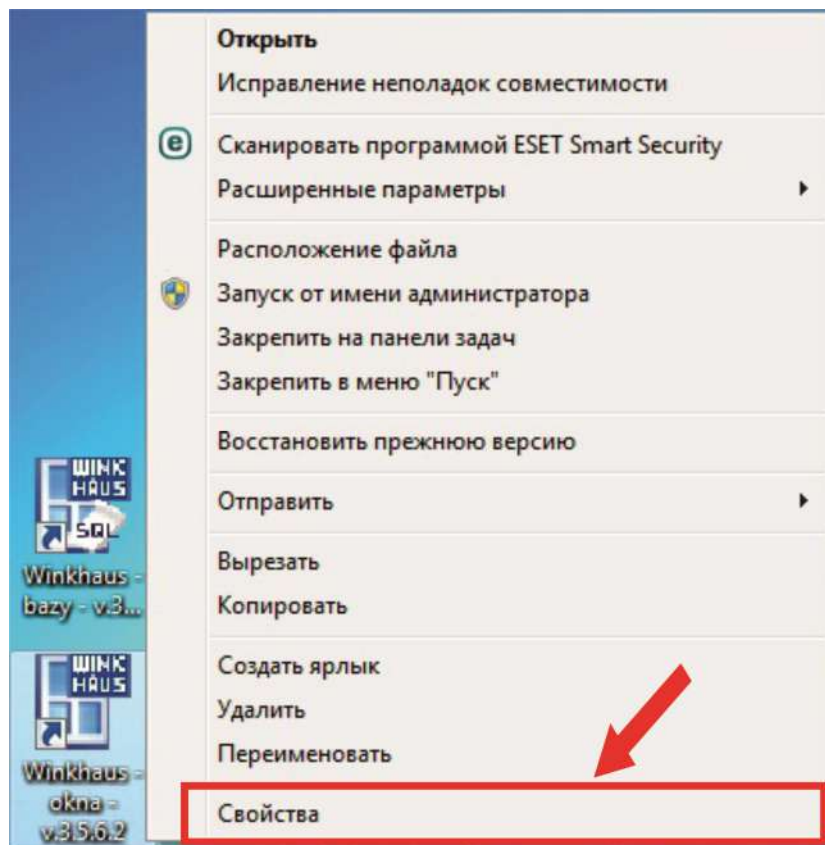 Открыть
Исправление неполадок совместимости
e
Сканировать программой ESET Smart Security
Расширенные параметры
Расположение файла
Запуск от имени администратора
Закрепить на панели задач
Закрепить в меню "Пуск"
Восстановить прежнюю версию
Отправить
Вырезать
Копировать
Создать ярлык
Удалить
Переименовать
Свойства
WINK
HAUS
SQL
Winkhaus -
bazy - v.3...
WINK
HAUS
Winkhaus -
okna -
v.3.5.6.2